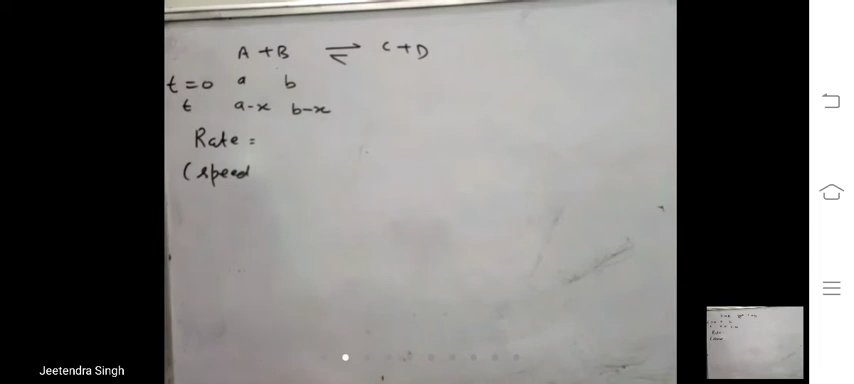 A + B ⇌ C + D
t = 0 a b
t a-x b-x
Rate =
(speed
Jeetendra Singh